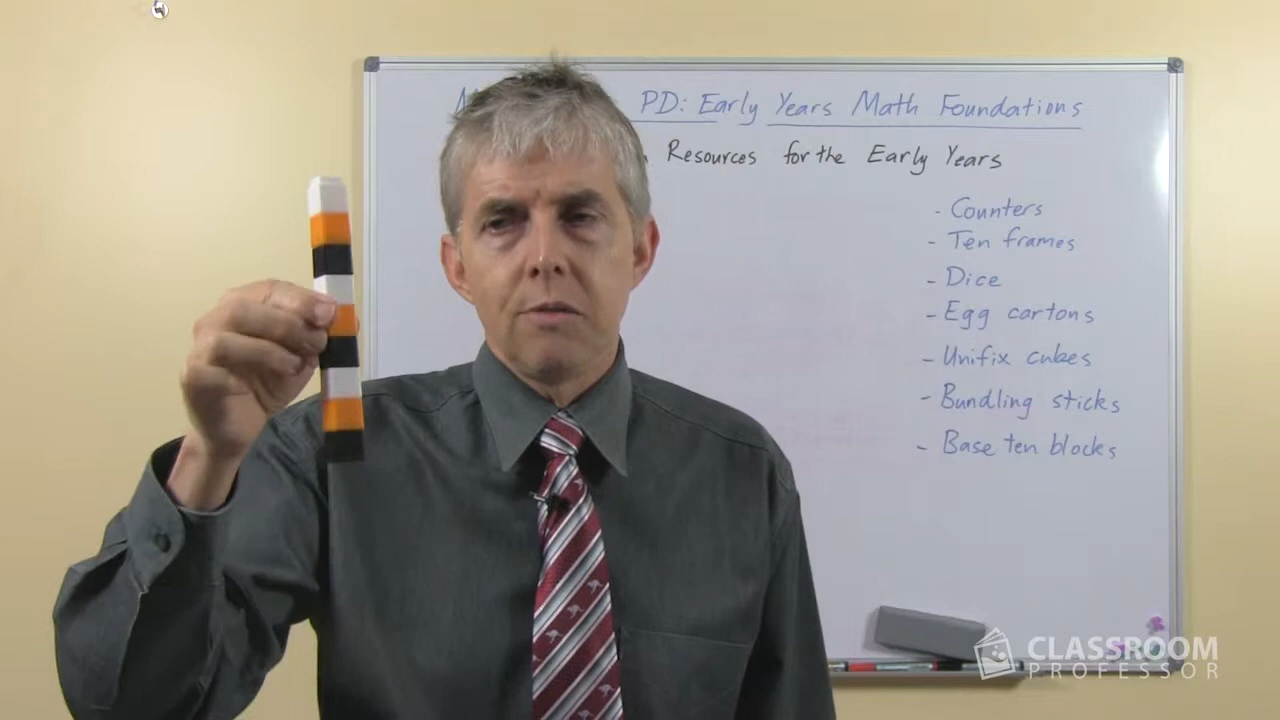 PD: Early Years Math Foundations
Resources for the Early Years
- Counters
- Ten frames
- Dice
- Egg cartons
- Unifix cubes
- Bundling sticks
- Base ten blocks
CLASSROOM
PROFESSOR